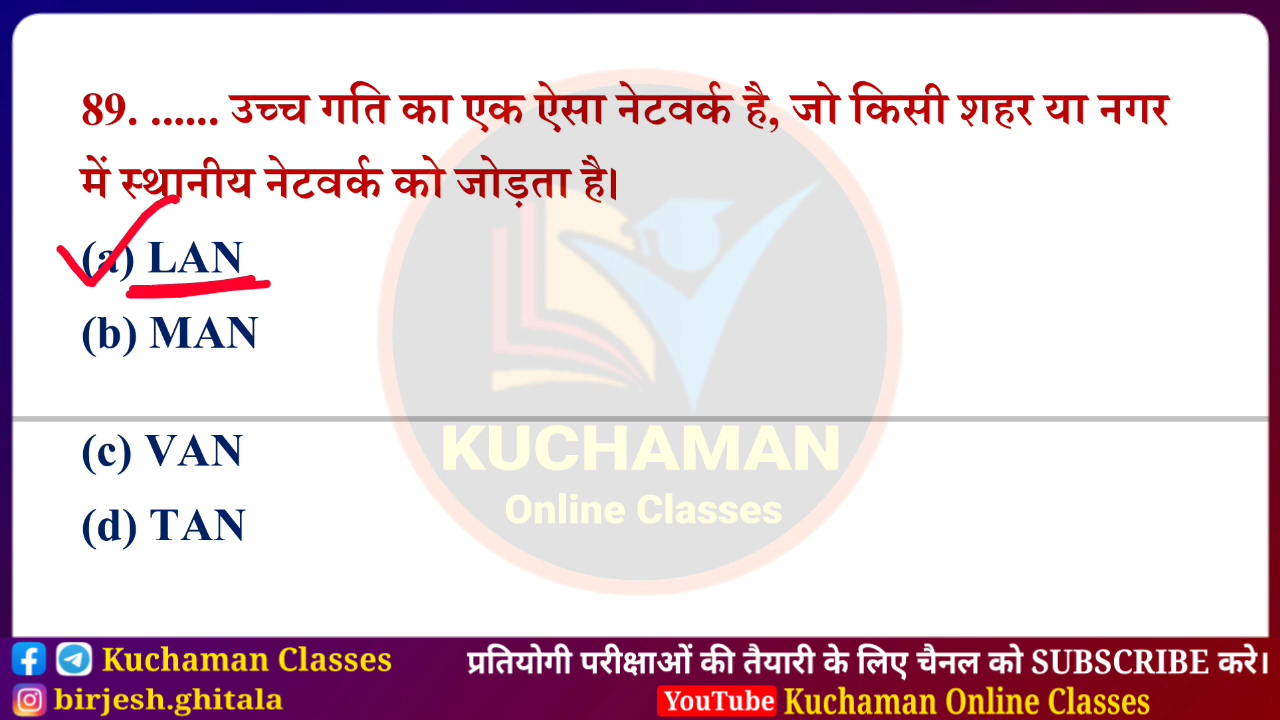 89. ...... उच्च गति का एक ऐसा नेटवर्क है, जो किसी शहर या नगर
में स्थानीय नेटवर्क को जोड़ता है।
(a) LAN
(b) MAN
(c) VAN
(d) TAN
KUCHAMAN
Online Classes
Kuchaman Classes
प्रतियोगी परीक्षाओं की तैयारी के लिए चैनल को SUBSCRIBE करे।
birjesh.ghitala
YouTube Kuchaman Online Classes